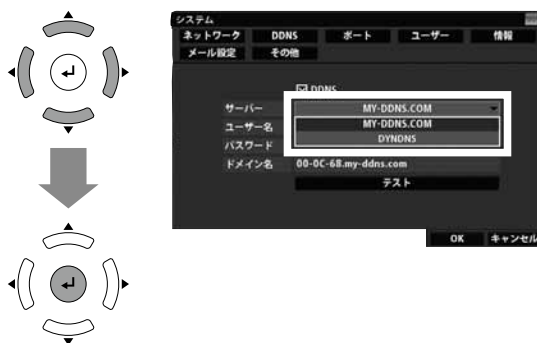 システム
ネットワーク DDNS ポート ユーザー 情報
メール設定 その他
DDNS
サーバー MY-DDNS.COM
MY-DDNS.COM
ユーザー名
DYNDNS
パスワード
ドメイン名 00-0C-68.my-ddns.com
テスト
OK キャンセル